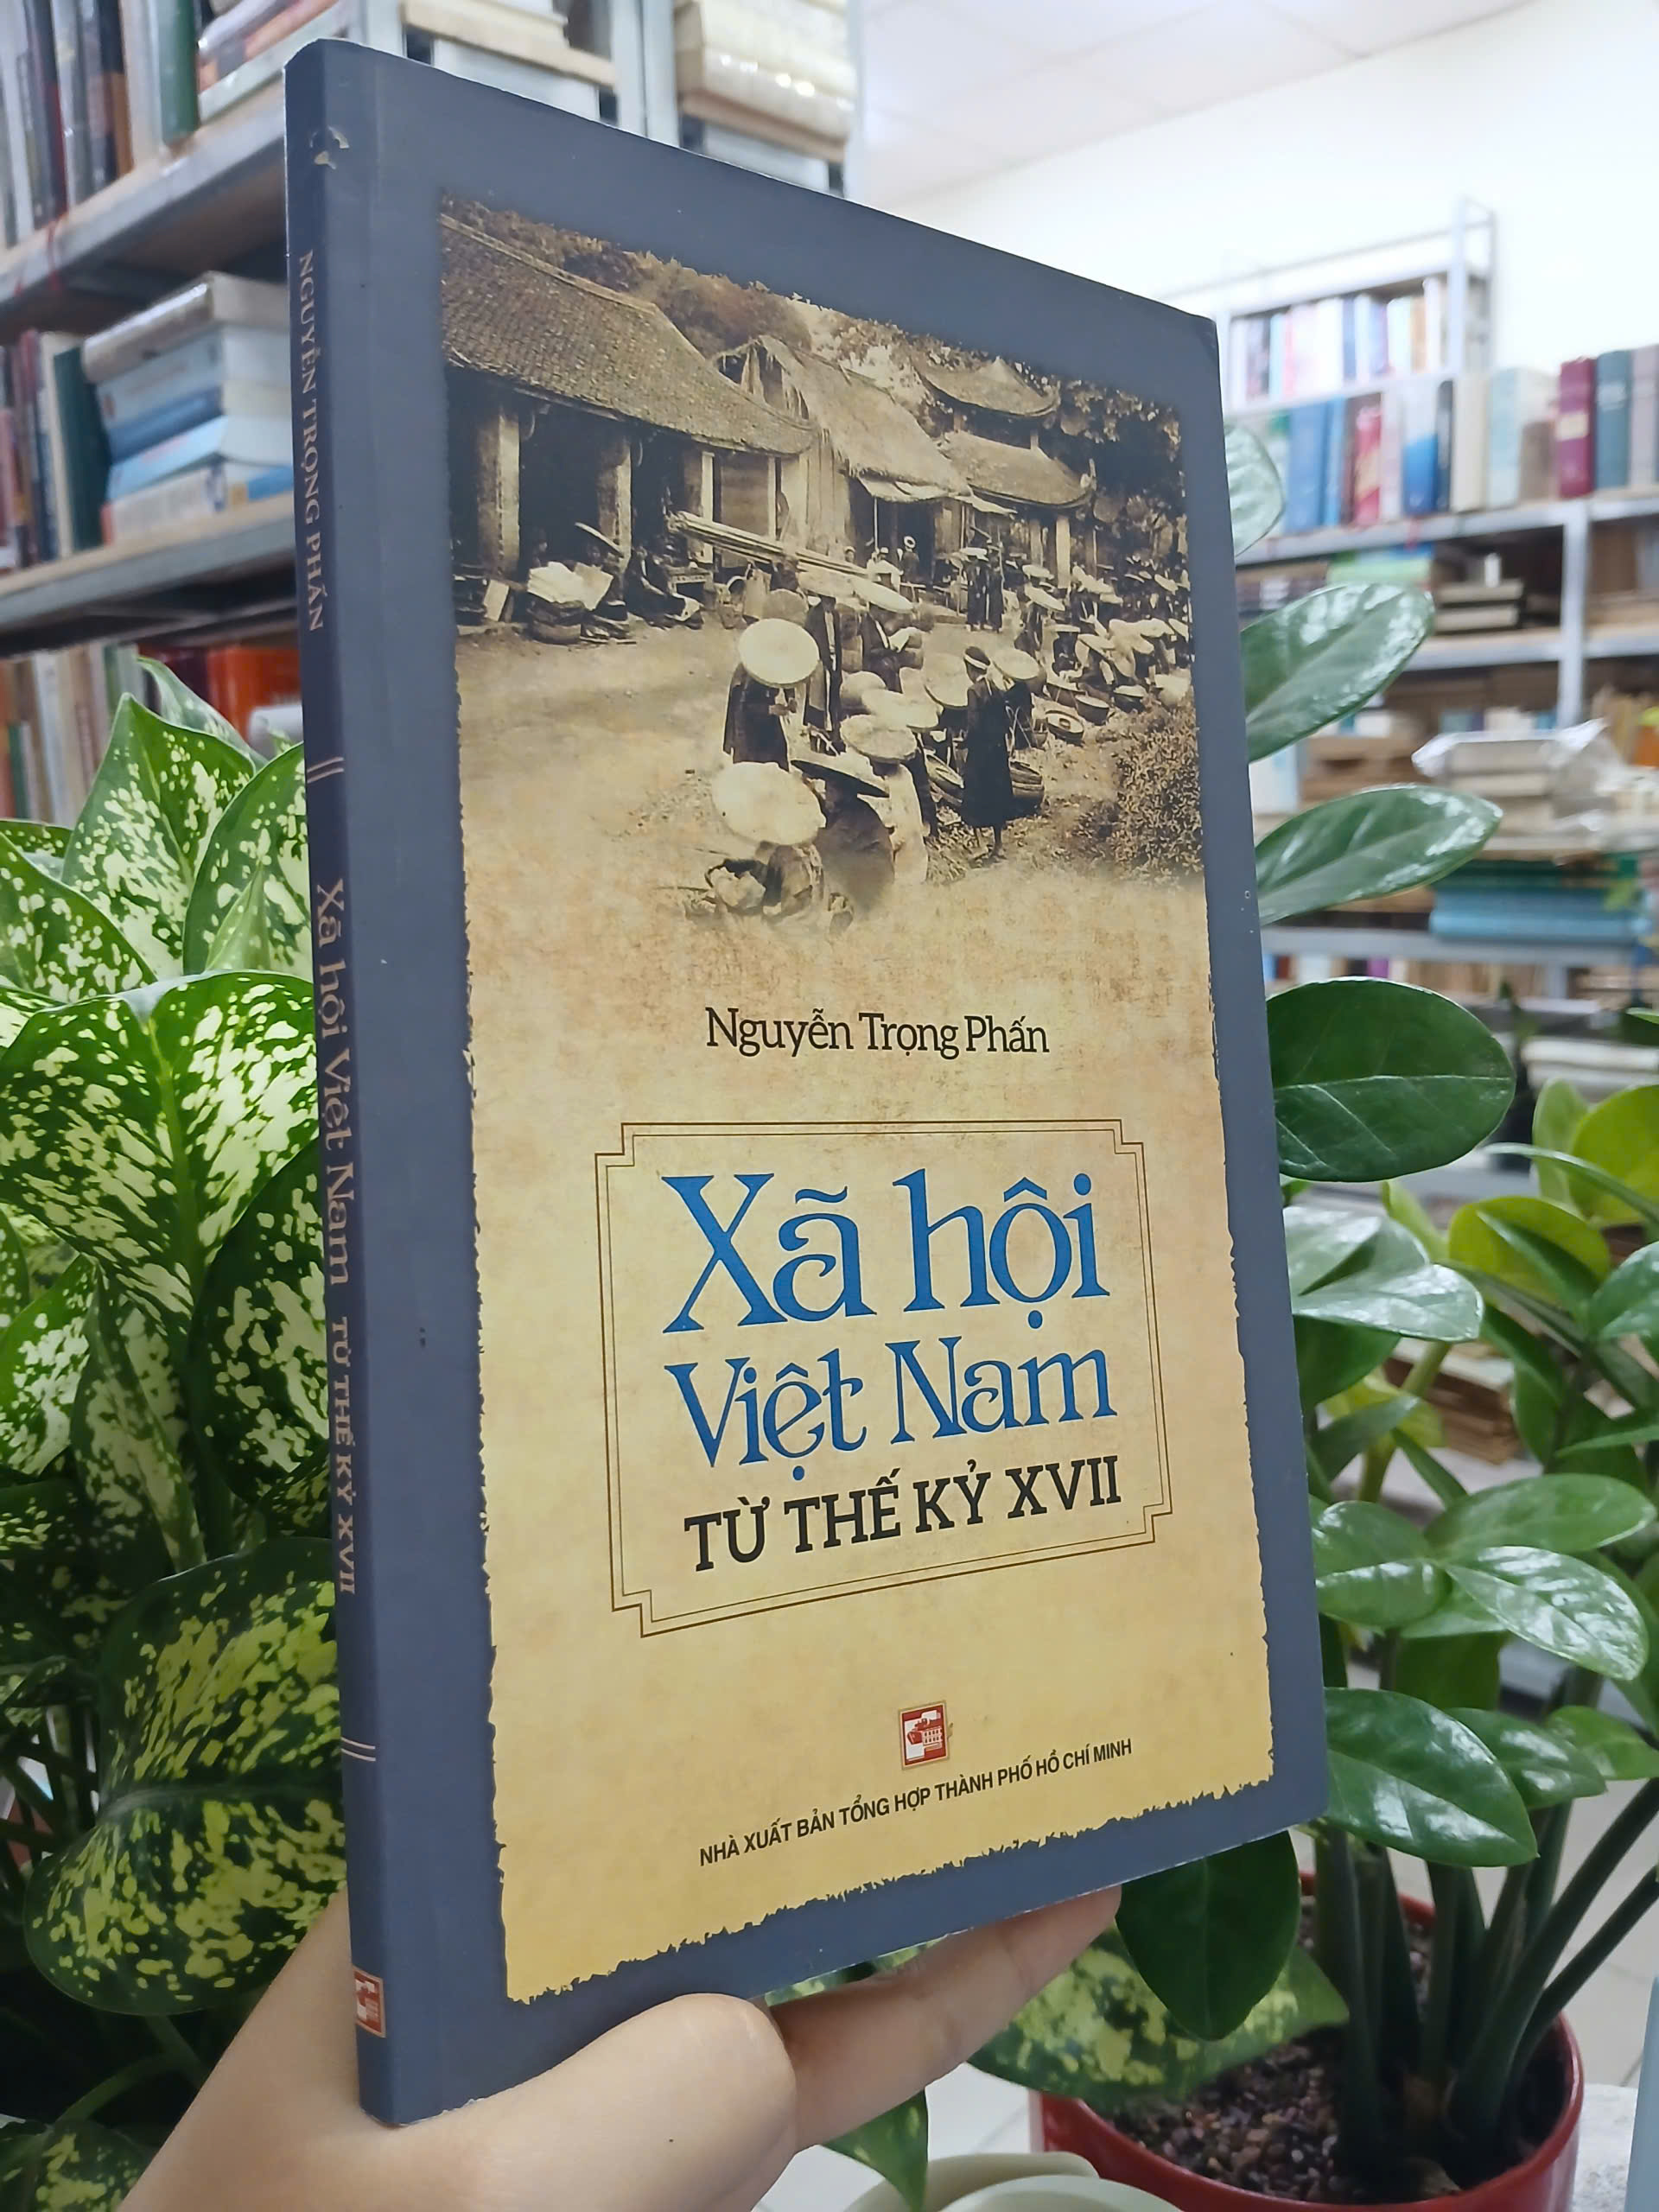 Nguyễn Trọng Phấn
Xã hội
Việt Nam
TỪ THẾ KỶ XVII
NHÀ XUẤT BẢN TỔNG HỢP THÀNH PHỐ HỒ CHÍ MINH
NGUYỄN TRỌNG PHẤN Xã hội Việt Nam TỪ THẾ KỶ XVII